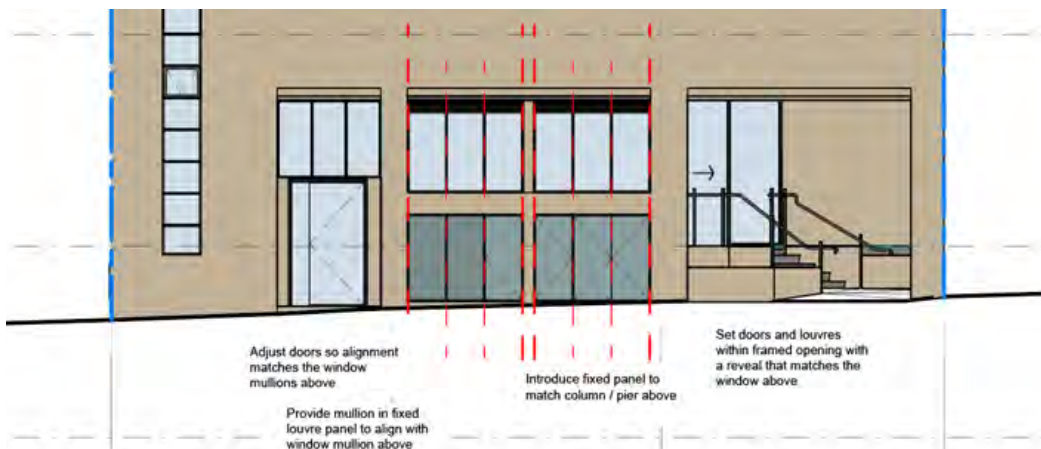 Adjust doors so alignment
matches the window
mullions above
Provide mullion in fixed
louvre panel to align with
window mullion above
Introduce fixed panel to
match column / pier above
Set doors and louvres
within framed opening with
a reveal that matches the
window above